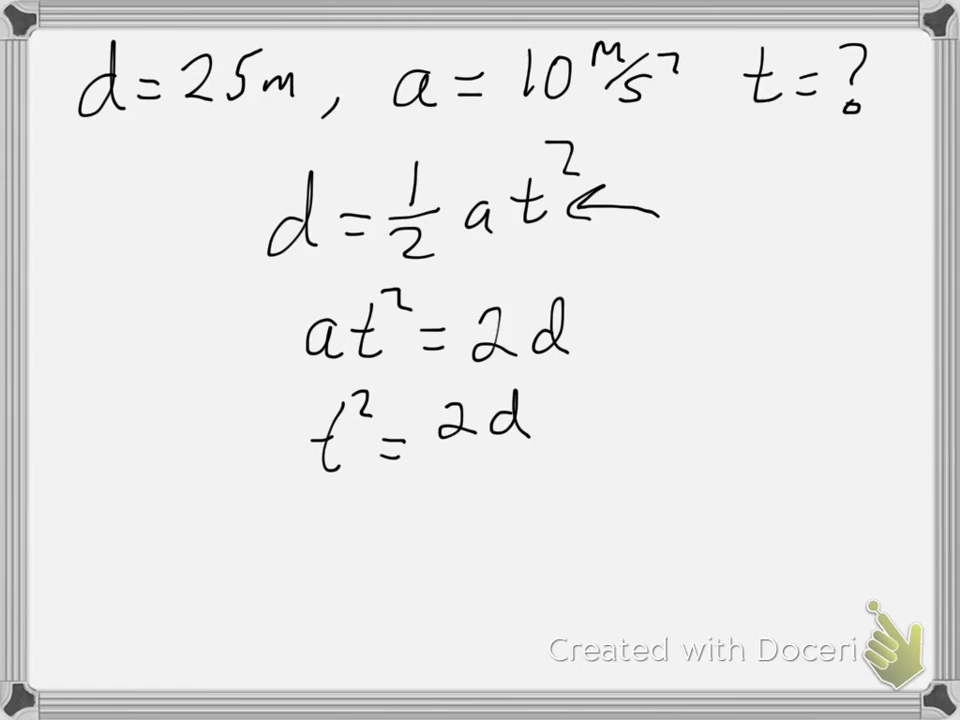 d = 25m, a = 10 m/s² t = ?
d = 1/2 at² ←
at² = 2d
t² = 2d
Created with Doceri